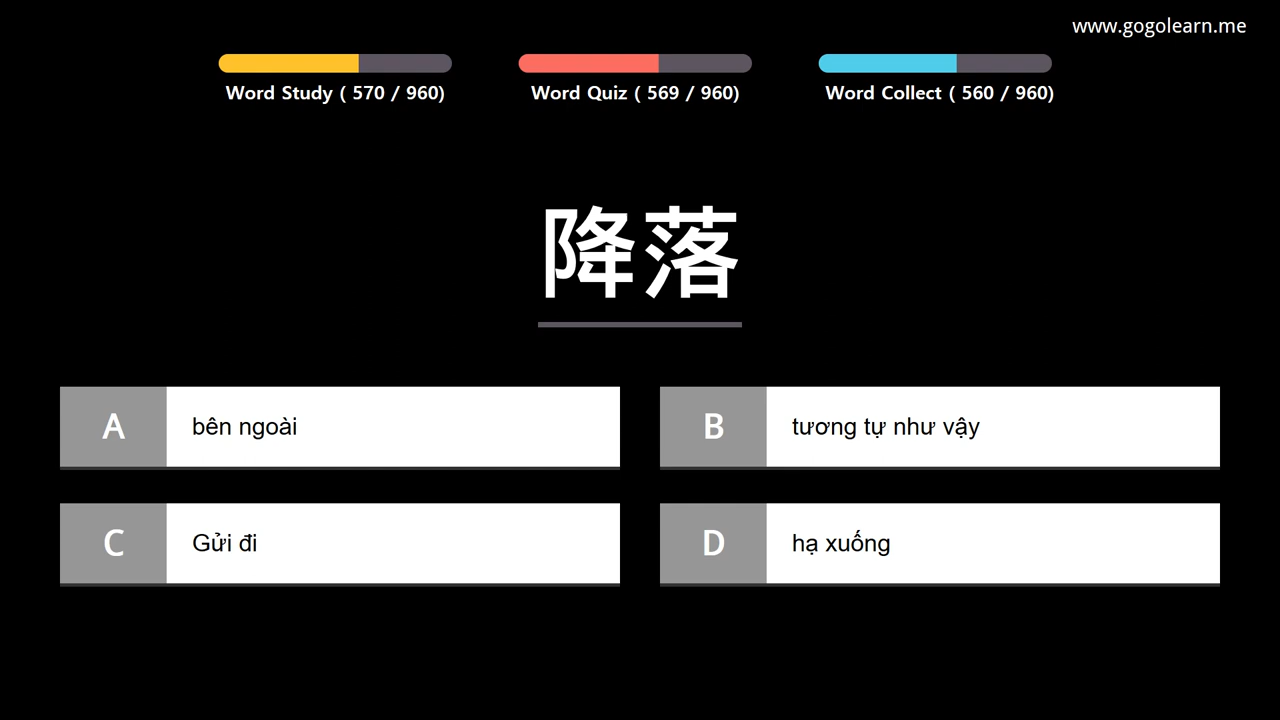 www.gogolearn.me
Word Study ( 570 / 960)
Word Quiz ( 569 / 960)
Word Collect ( 560 / 960)
降落
A
bên ngoài
B
tương tự như vậy
C
Gửi đi
D
hạ xuống